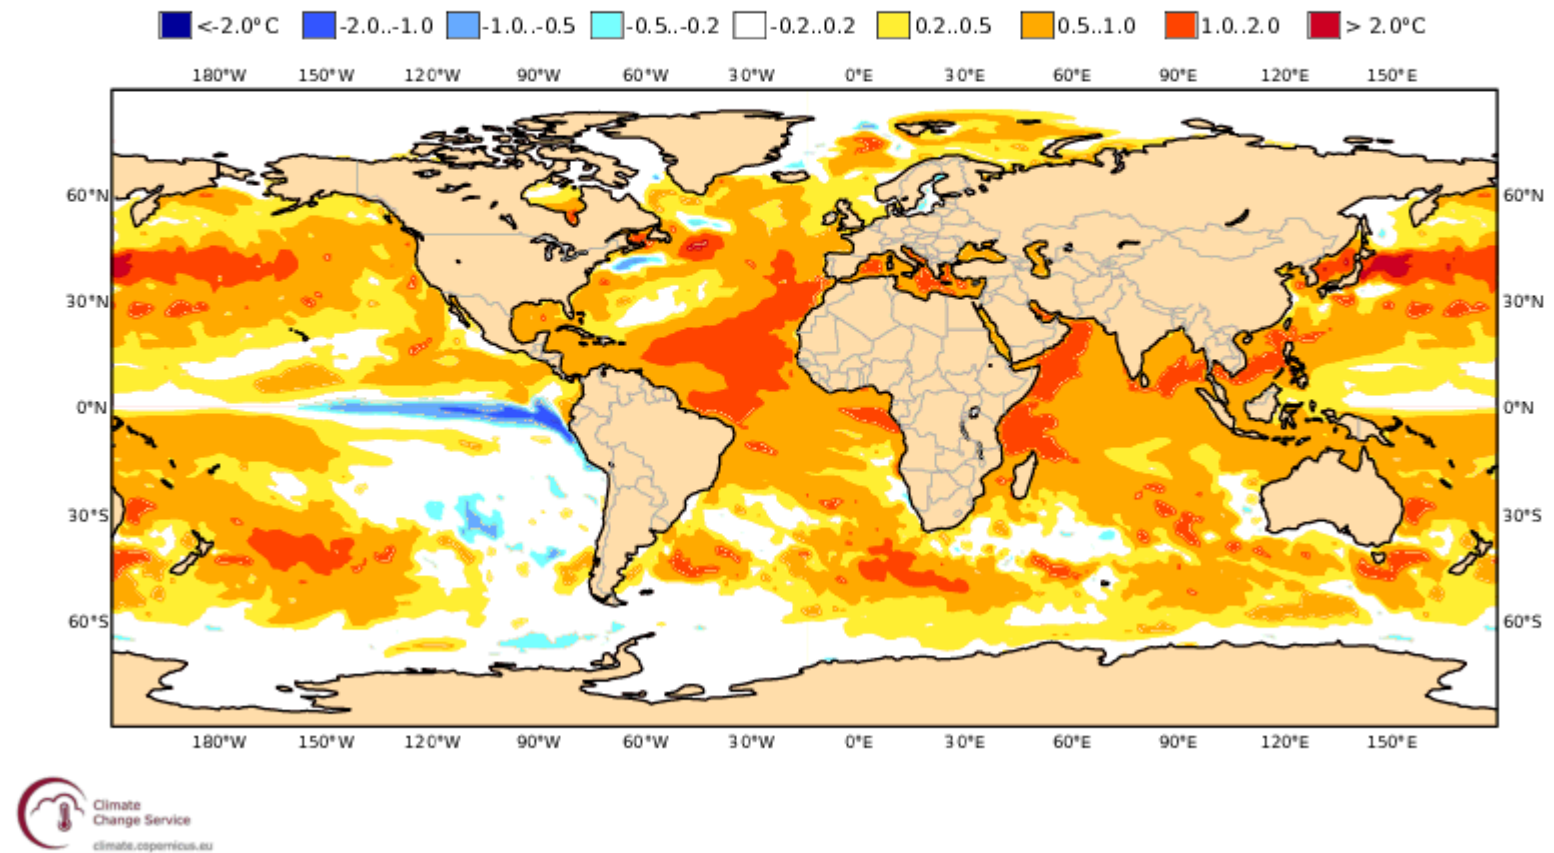 <-2.0°C -2.0..-1.0 -1.0..-0.5 -0.5..-0.2 -0.2..0.2 0.2..0.5 0.5..1.0 1.0..2.0 > 2.0°C
180°W 150°W 120°W 90°W 60°W 30°W 0°E 30°E 60°E 90°E 120°E 150°E
60°N 60°N
30°N 30°N
0°N 0°N
30°S 30°S
60°S 60°S
180°W 150°W 120°W 90°W 60°W 30°W 0°E 30°E 60°E 90°E 120°E 150°E
Climate
Change Service
climate.copernicus.eu